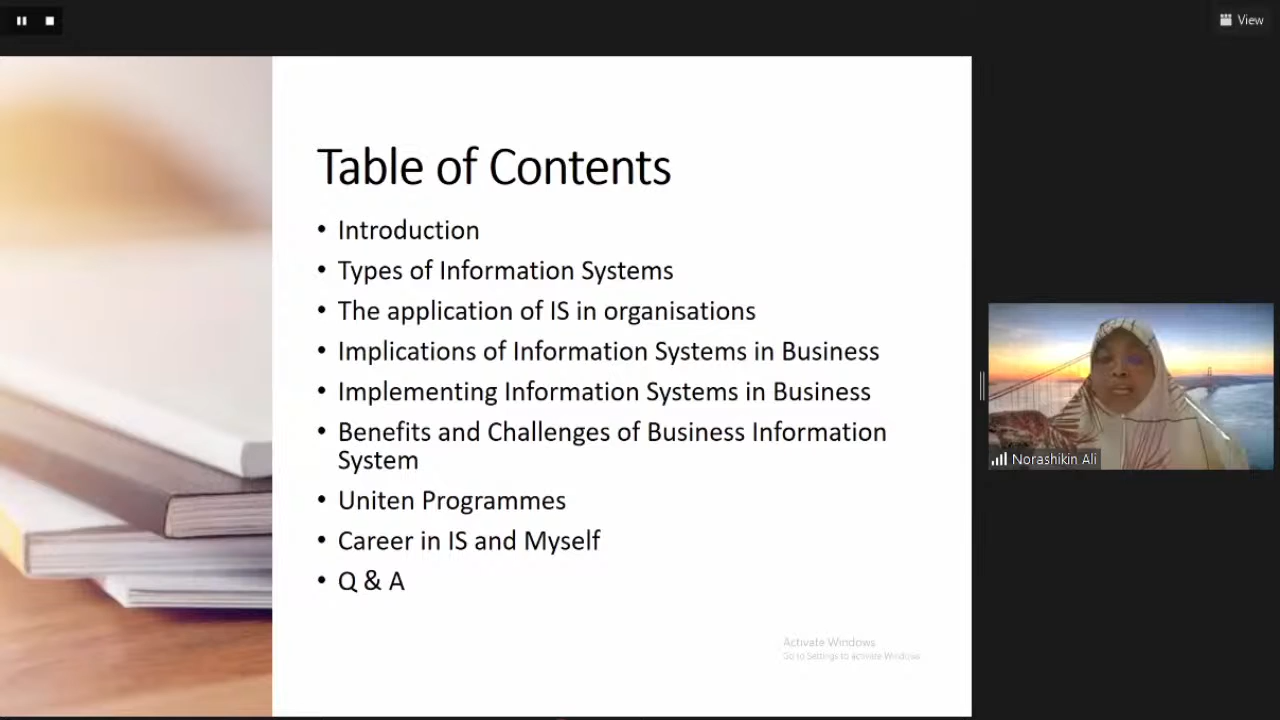 View
Table of Contents
• Introduction
• Types of Information Systems
• The application of IS in organisations
• Implications of Information Systems in Business
• Implementing Information Systems in Business
• Benefits and Challenges of Business Information
System
• Uniten Programmes
• Career in IS and Myself
• Q & A
Norashikin Ali
Activate Windows
Go to Settings to activate Windows.